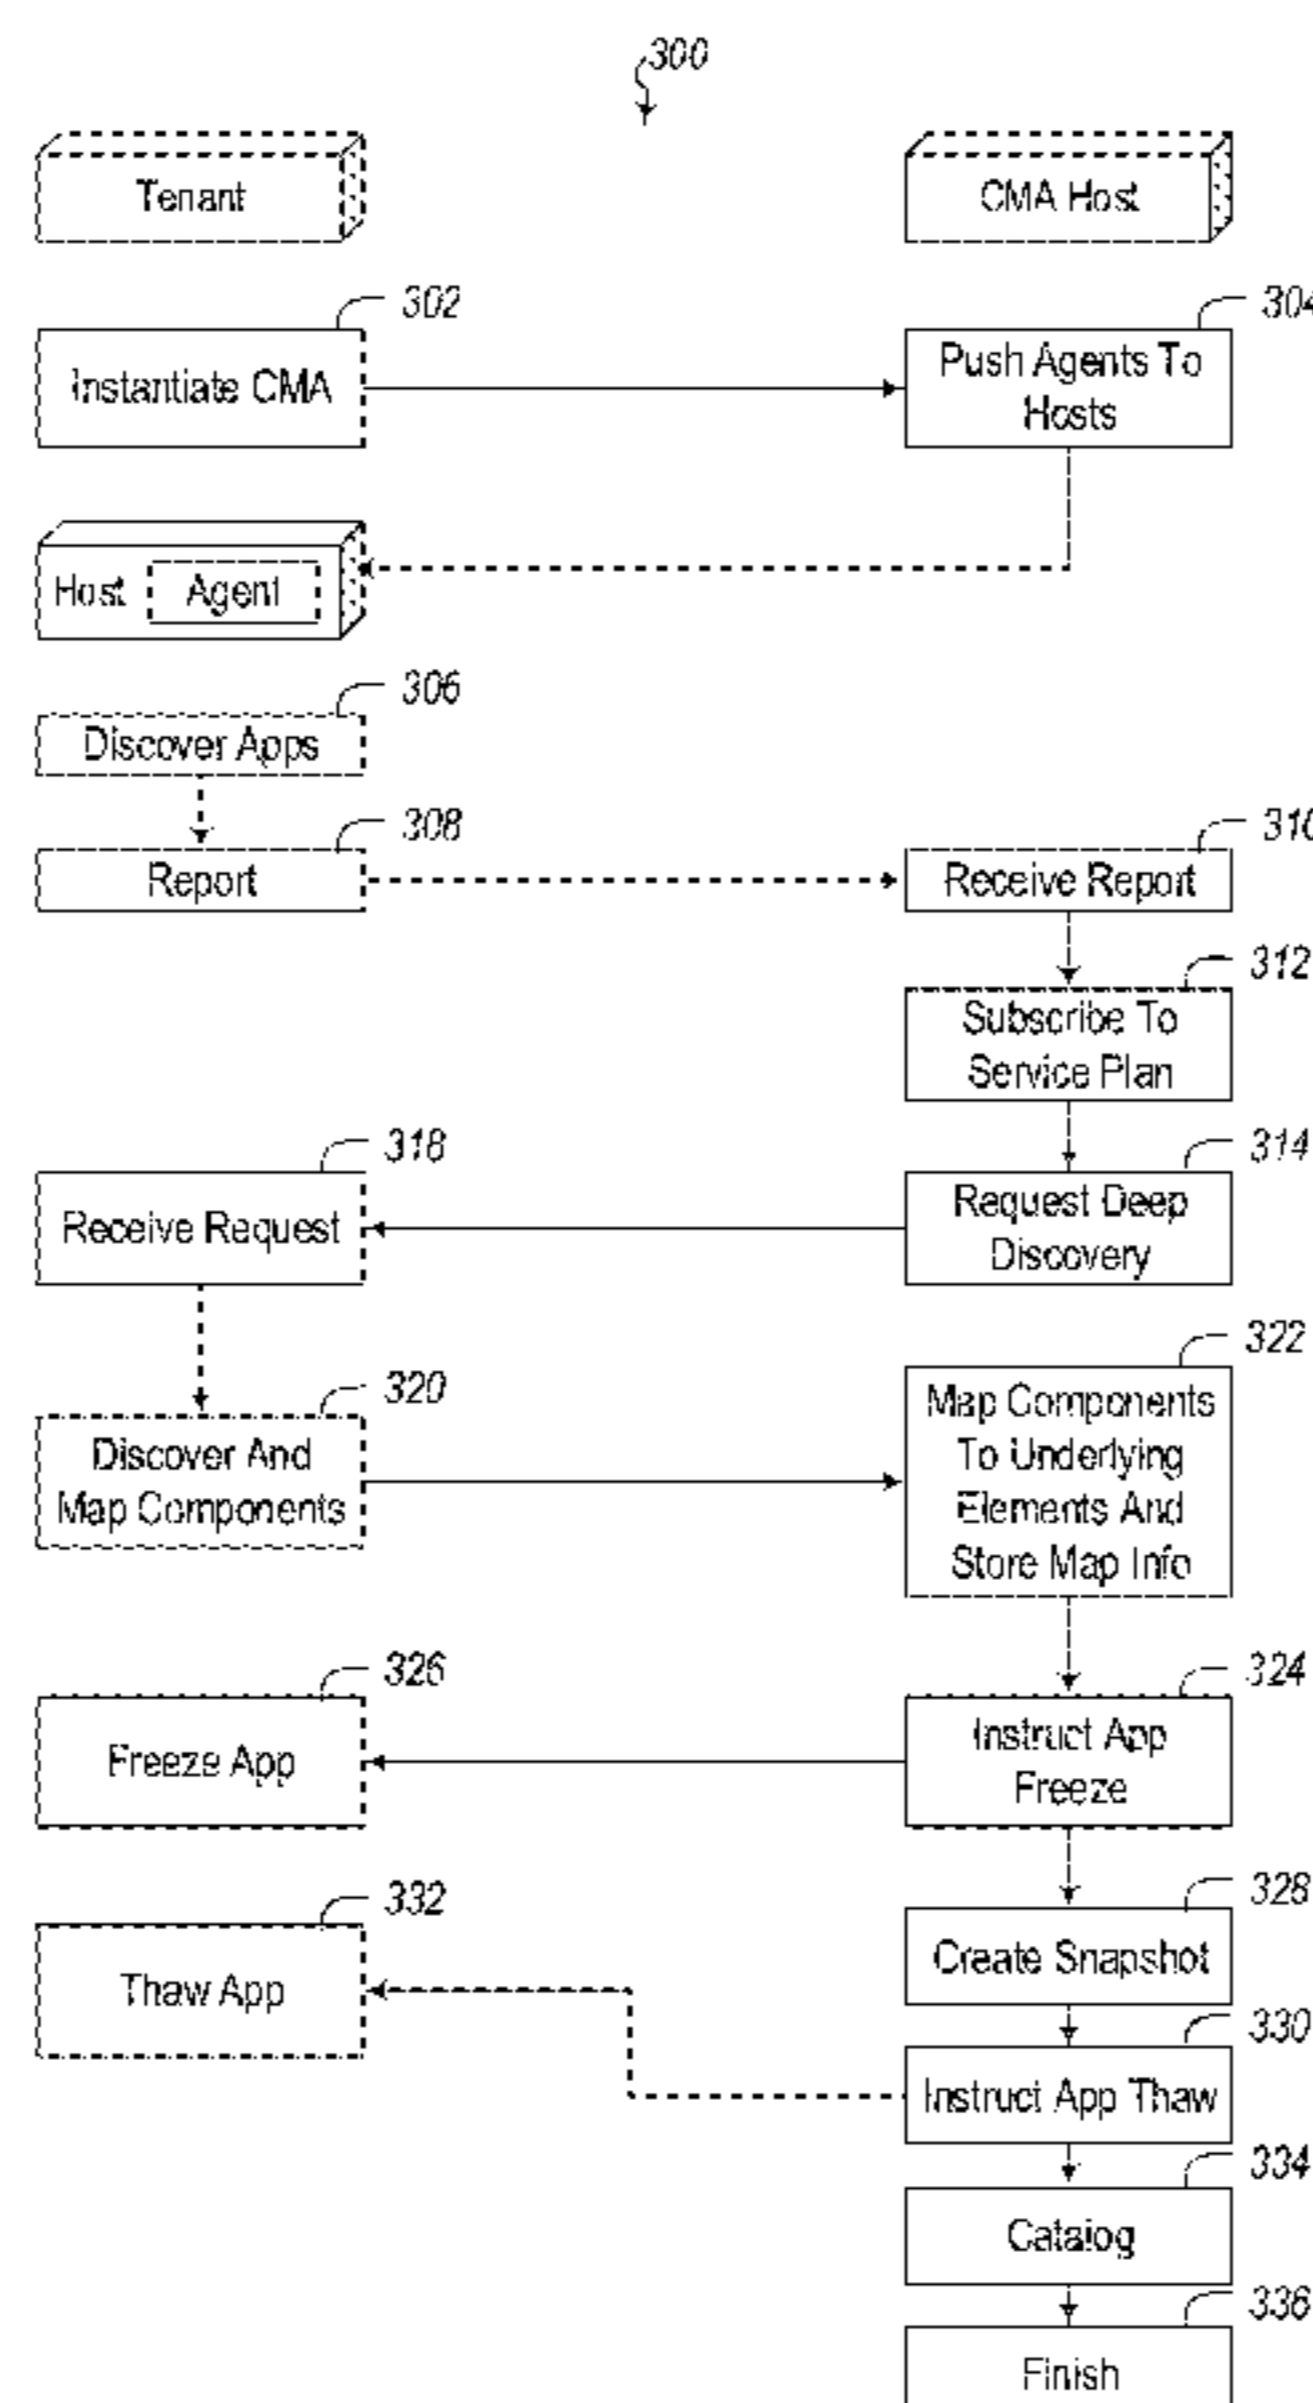 300
Tenant
CMA Host
302
Instantiate CMA
304
Push Agents To
Hosts
Host
Agent
306
Discover Apps
308
Report
310
Receive Report
312
Subscribe To
Service Plan
314
Request Deep
Discovery
318
Receive Request
320
Discover And
Map Components
322
Map Components
To Underlying
Elements And
Store Map Info
324
Instruct App
Freeze
326
Freeze App
328
Create Snapshot
330
Instruct App Thaw
332
Thaw App
334
Catalog
336
Finish